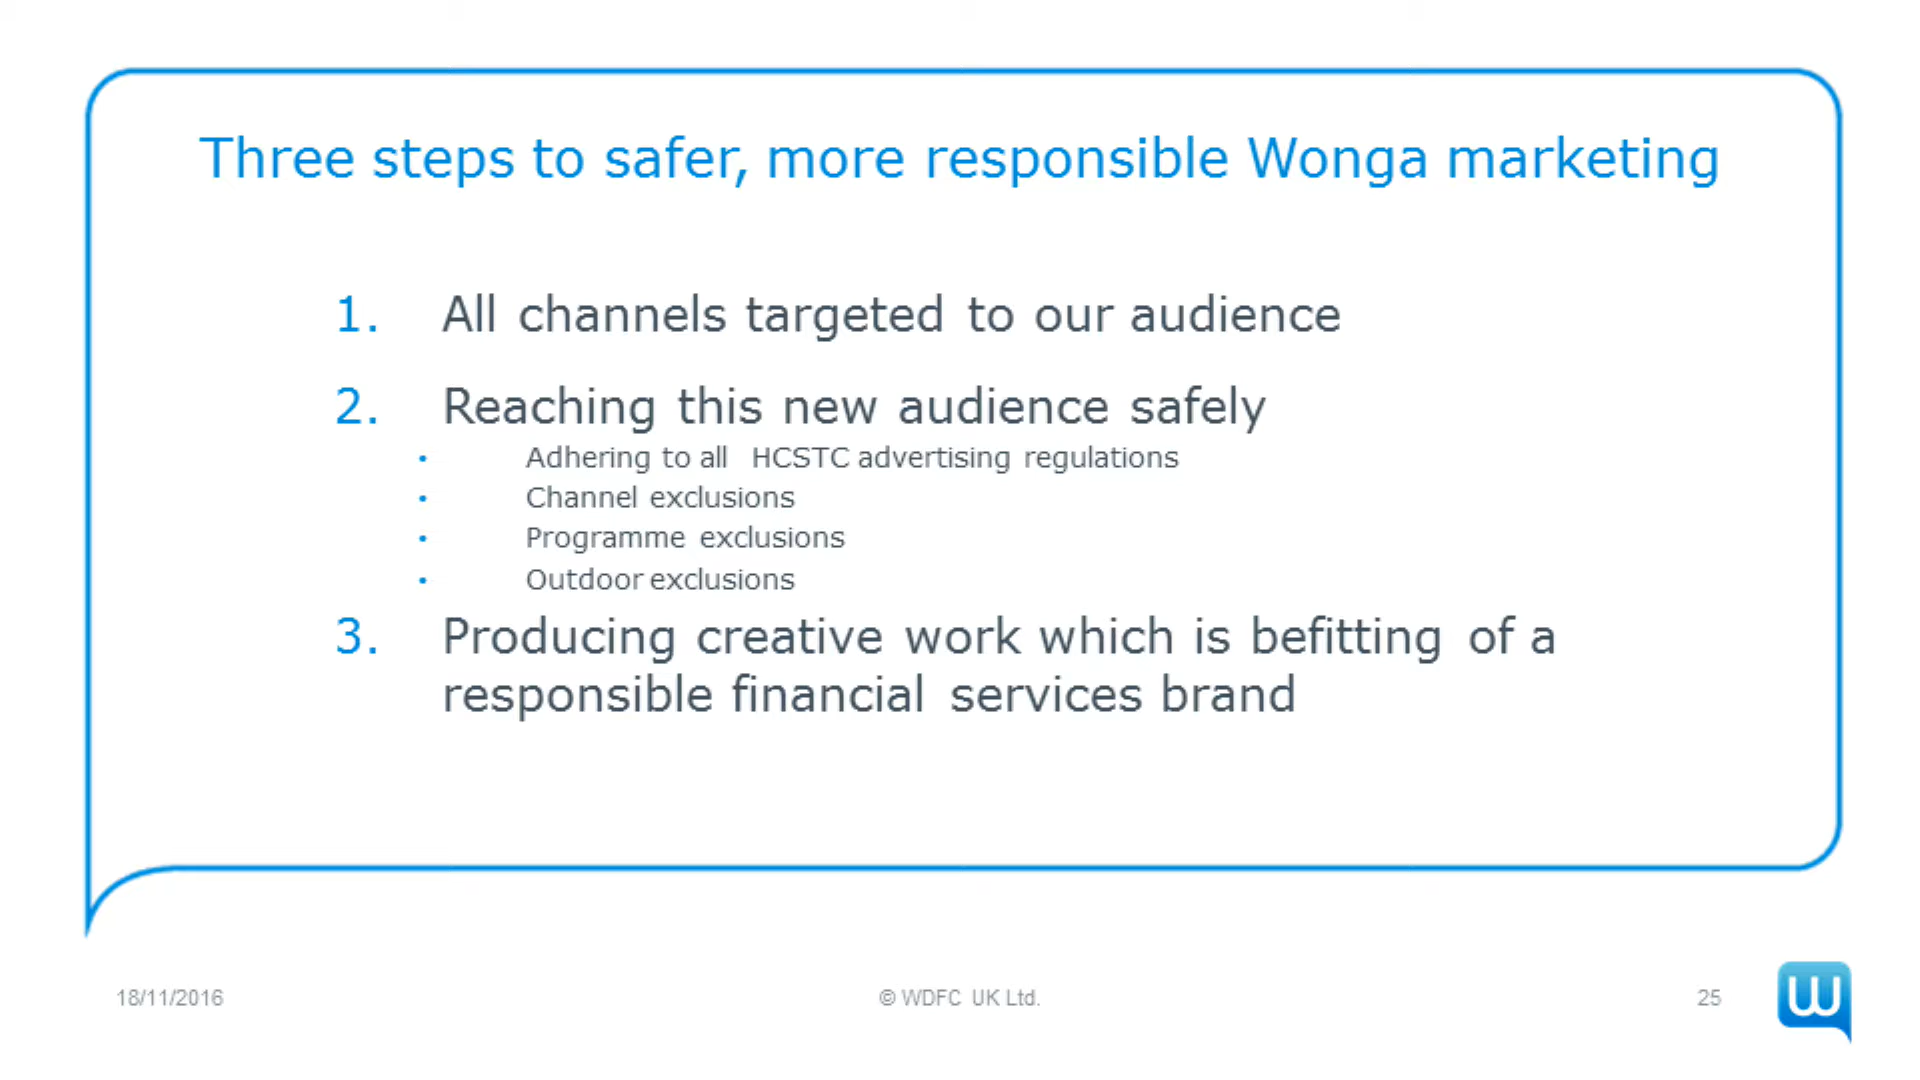 Three steps to safer, more responsible Wonga marketing
1. All channels targeted to our audience
2. Reaching this new audience safely
• Adhering to all HCSTC advertising regulations
• Channel exclusions
• Programme exclusions
• Outdoor exclusions
3. Producing creative work which is befitting of a
responsible financial services brand
18/11/2016
© WDFC UK Ltd.
25
w